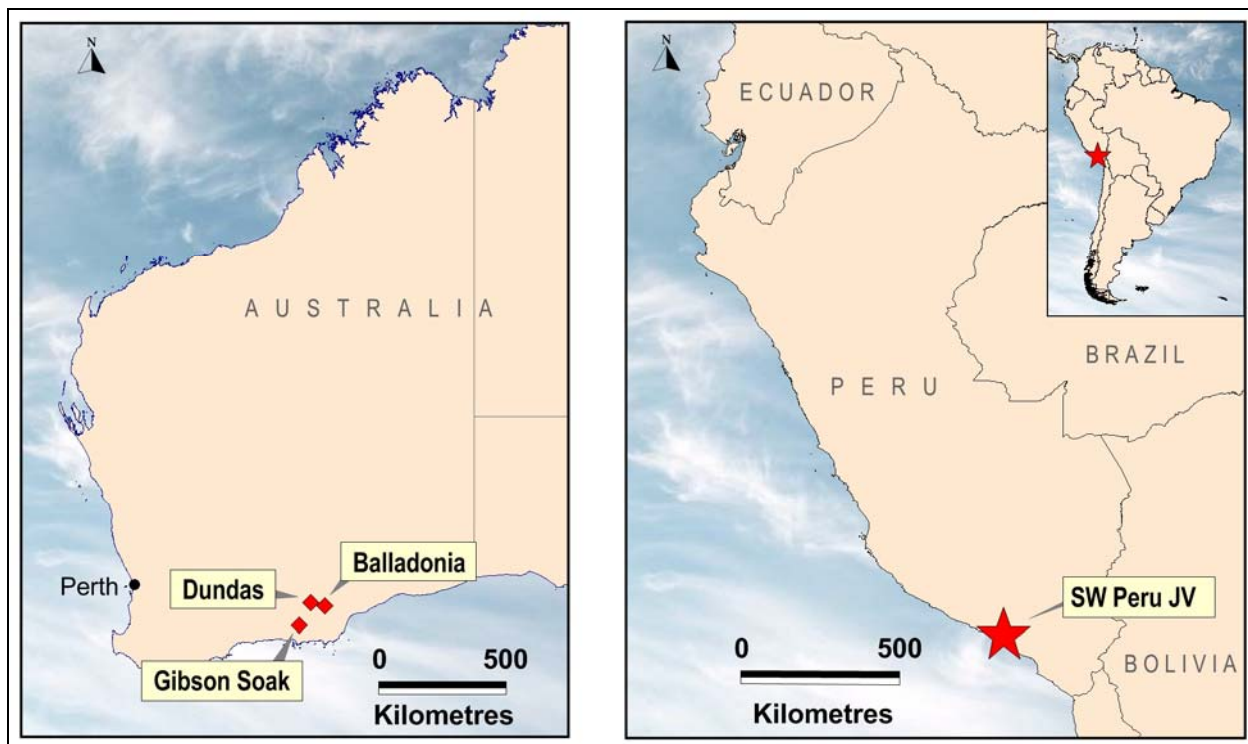 N
AUSTRALIA
Perth
Dundas
Balladonia
Gibson Soak
0 500
Kilometres
N
ECUADOR
PERU
BRAZIL
SW Peru JV
BOLIVIA
0 500
Kilometres